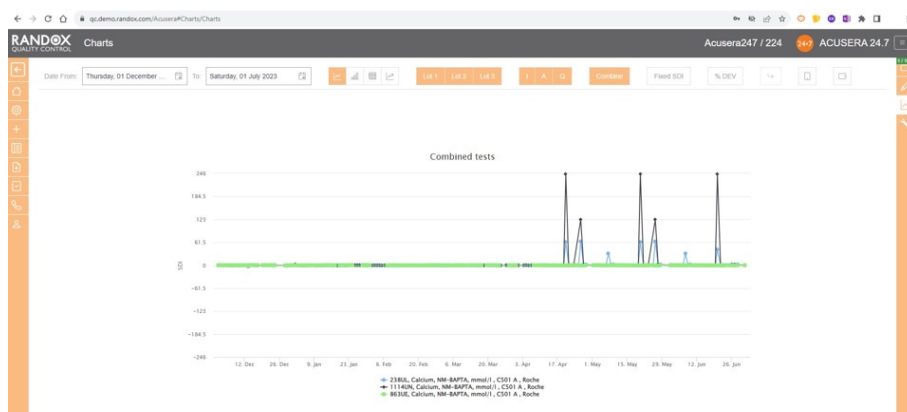 qc.demo.randox.com/Acusera#Charts/Charts
RANDOX
QUALITY CONTROL
Charts
Acusera247 / 224
24•7
ACUSERA 24.7
Date From:
Thursday, 01 December ...
To:
Saturday, 01 July 2023
Lot 1
Lot 2
Lot 3
I
A
Q
Combine
Fixed SDI
% DEV
Combined tests
246
184.5
123
61.5
0
-61.5
-123
-184.5
-246
SDI
12. Dec
26. Dec
9. Jan
23. Jan
6. Feb
20. Feb
6. Mar
20. Mar
3. Apr
17. Apr
1. May
15. May
29. May
12. Jun
26. Jun
238UL, Calcium, NM-BAPTA, mmol/l , C501 A , Roche
1114UN, Calcium, NM-BAPTA, mmol/l , C501 A , Roche
863UE, Calcium, NM-BAPTA, mmol/l , C501 A , Roche